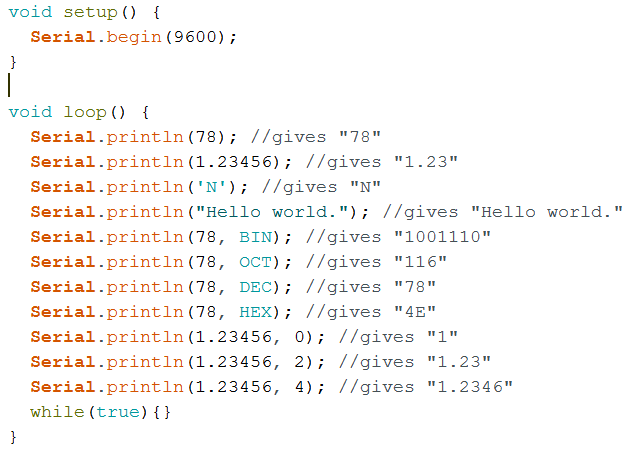 void setup() {
  Serial.begin(9600);
}

void loop() {
  Serial.println(78); //gives "78"
  Serial.println(1.23456); //gives "1.23"
  Serial.println('N'); //gives "N"
  Serial.println("Hello world."); //gives "Hello world."
  Serial.println(78, BIN); //gives "1001110"
  Serial.println(78, OCT); //gives "116"
  Serial.println(78, DEC); //gives "78"
  Serial.println(78, HEX); //gives "4E"
  Serial.println(1.23456, 0); //gives "1"
  Serial.println(1.23456, 2); //gives "1.23"
  Serial.println(1.23456, 4); //gives "1.2346"
  while(true){}
}